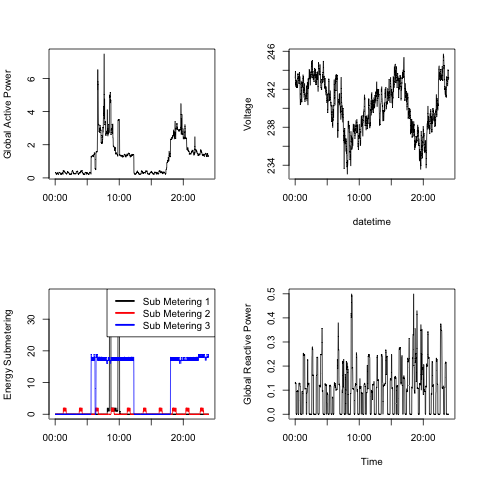 Global Active Power
0 2 4 6
00:00 10:00 20:00
Voltage
234 238 242 246
00:00 10:00 20:00
datetime
Energy Submetering
0 10 20 30
Sub Metering 1
Sub Metering 2
Sub Metering 3
00:00 10:00 20:00
Global Reactive Power
0.0 0.1 0.2 0.3 0.4 0.5
00:00 10:00 20:00
Time